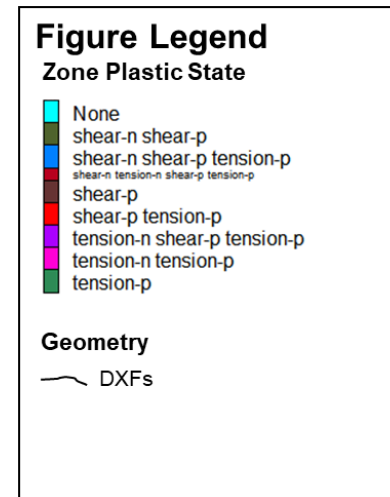 Figure Legend
Zone Plastic State
None
shear-n shear-p
shear-n shear-p tension-p
shear-n tension-n shear-p tension-p
shear-p
shear-p tension-p
tension-n shear-p tension-p
tension-n tension-p
tension-p
Geometry
DXFs